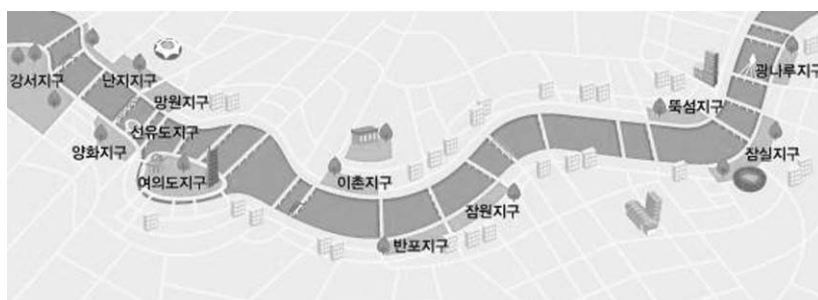 강서지구
난지지구
망원지구
선유도지구
양화지구
여의도지구
이촌지구
반포지구
잠원지구
뚝섬지구
광나루지구
잠실지구